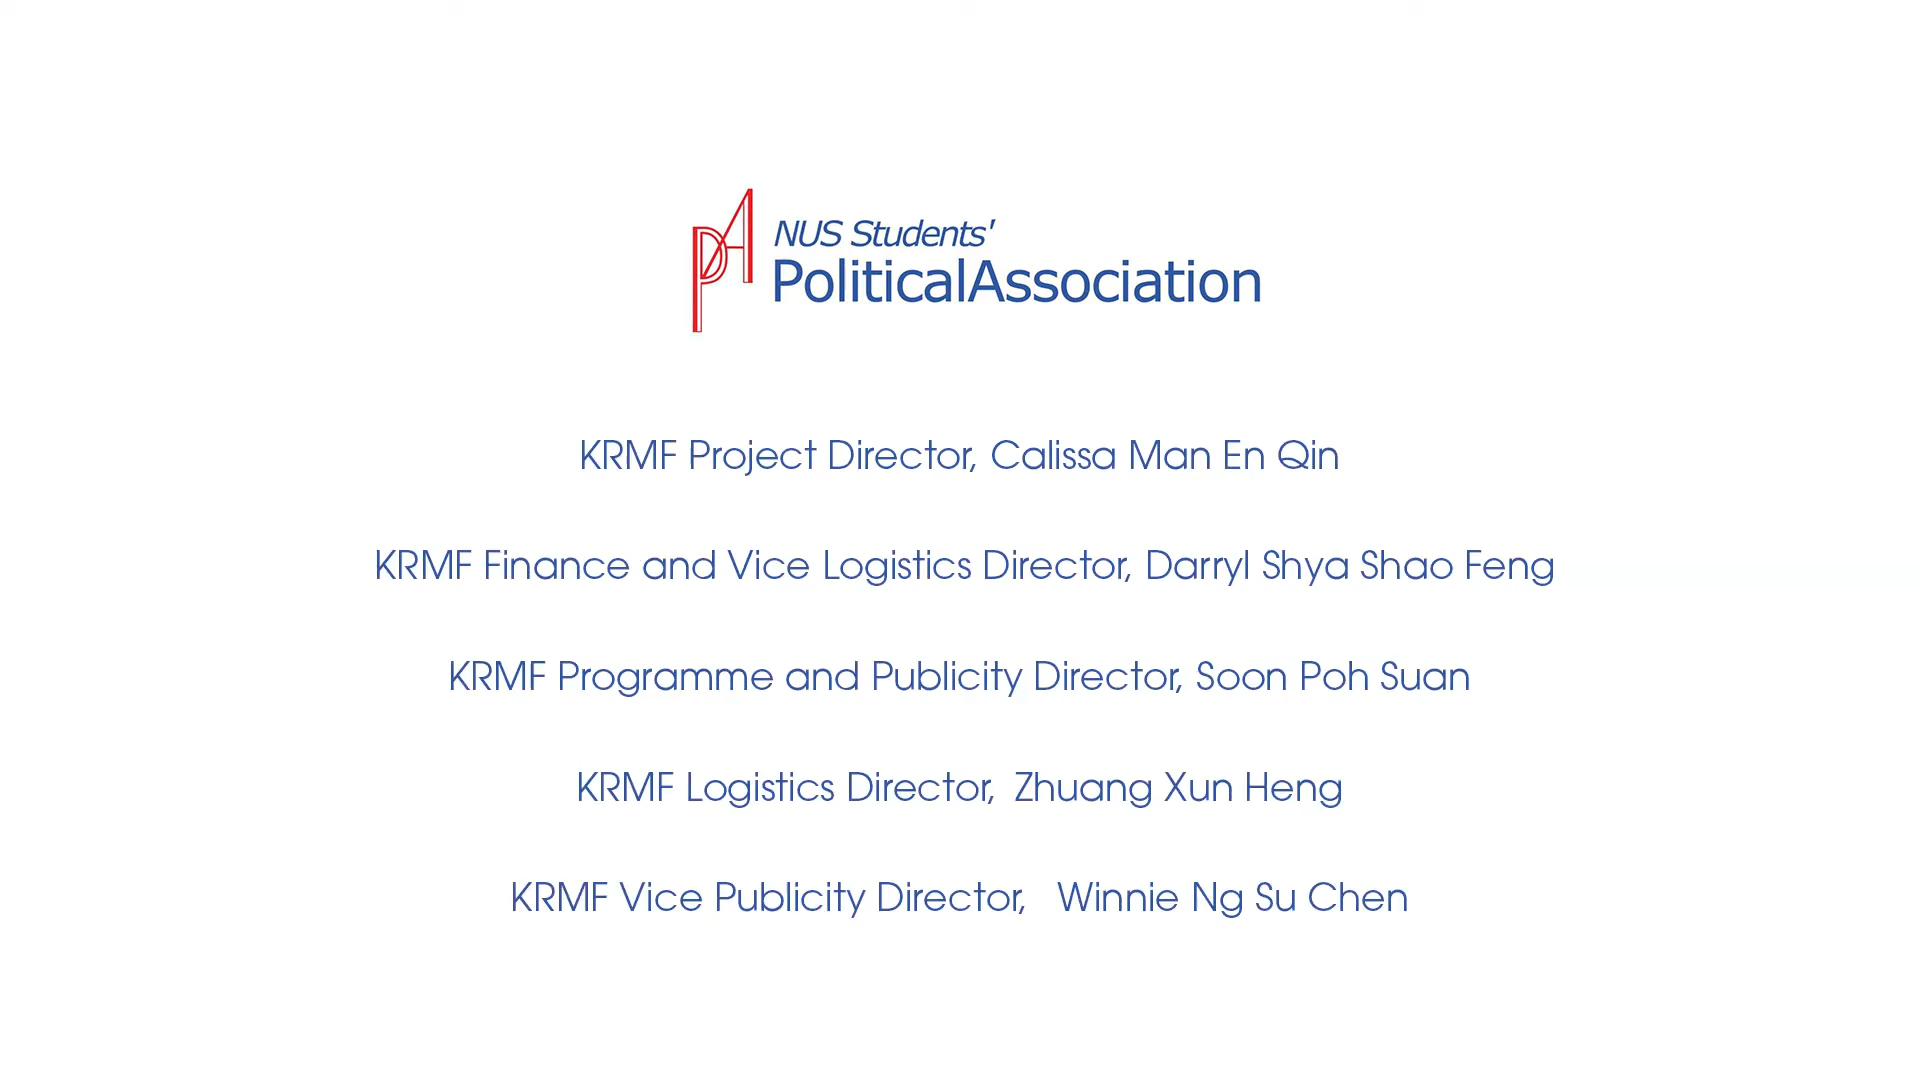 PA
NUS Students'
PoliticalAssociation
KRMF Project Director, Calissa Man En Qin
KRMF Finance and Vice Logistics Director, Darryl Shya Shao Feng
KRMF Programme and Publicity Director, Soon Poh Suan
KRMF Logistics Director, Zhuang Xun Heng
KRMF Vice Publicity Director, Winnie Ng Su Chen